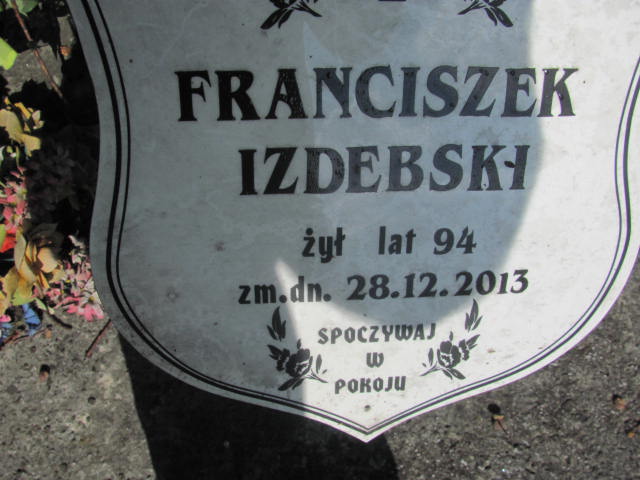 FRANCISZEK
IZDEBSKI
żył lat 94
zm.dn. 28.12.2013
SPOCZYWAJ
W
POKOJU